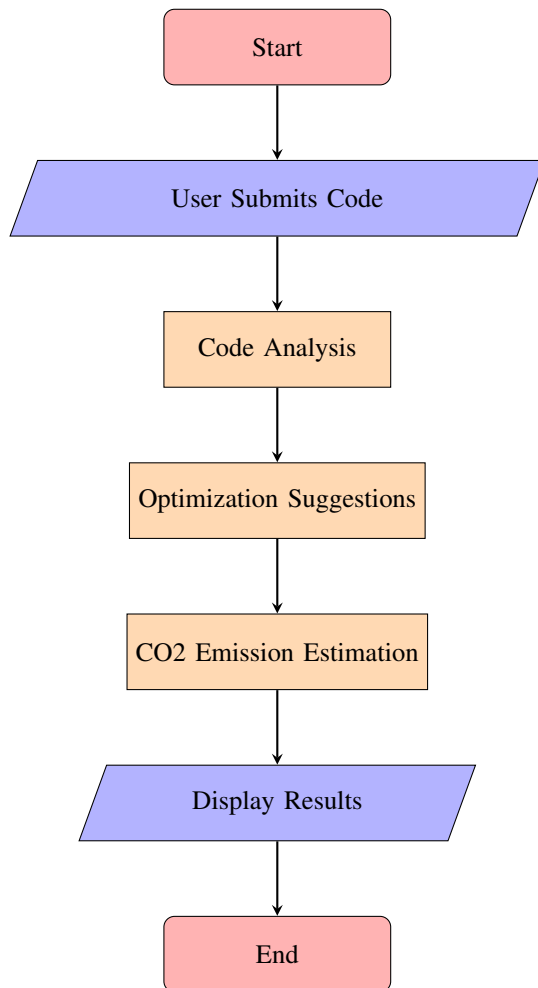 Start
User Submits Code
Code Analysis
Optimization Suggestions
CO2 Emission Estimation
Display Results
End